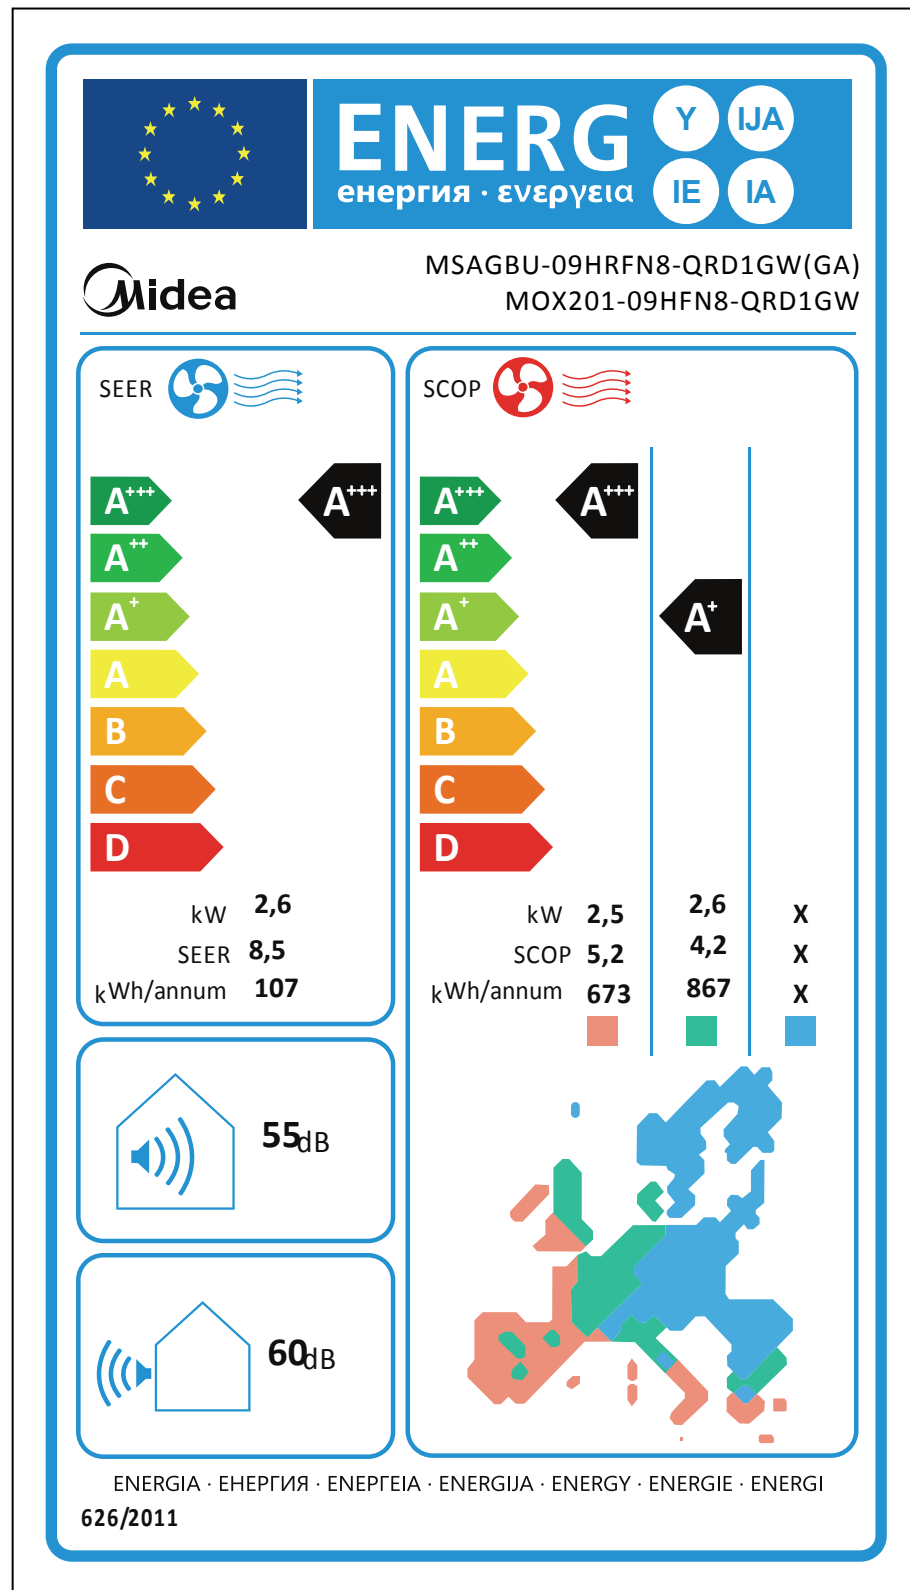 ENERG
Y IJA
IE IA
енергия · ενεργεια
Midea
MSAGBU-09HRFN8-QRD1GW(GA)
MOX201-09HFN8-QRD1GW
SEER
A+++
A+++
A++
A+
A
B
C
D
kW 2,6
SEER 8,5
kWh/annum 107
SCOP
A+++
A+++
A++
A+
A+
A
B
C
D
kW 2,5 2,6 X
SCOP 5,2 4,2 X
kWh/annum 673 867 X
55dB
60dB
ENERGIA · ЕНЕРГИЯ · ΕΝΕΡΓΕΙΑ · ENERGIJA · ENERGY · ENERGIE · ENERGI
626/2011